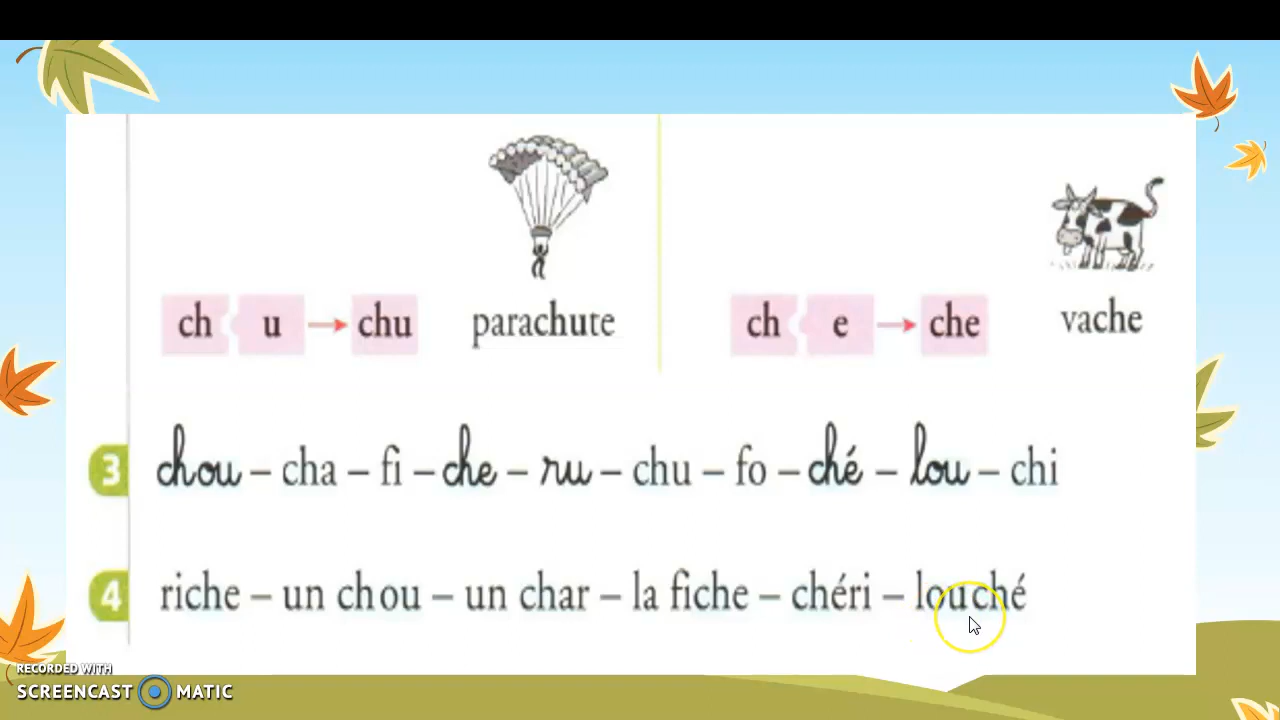 ch u → chu parachute
ch e → che vache
3 chou – cha – fi – che – ru – chu – fo – ché – lou – chi
4 riche – un chou – un char – la fiche – chéri – louché
RECORDED WITH
SCREENCAST MATIC